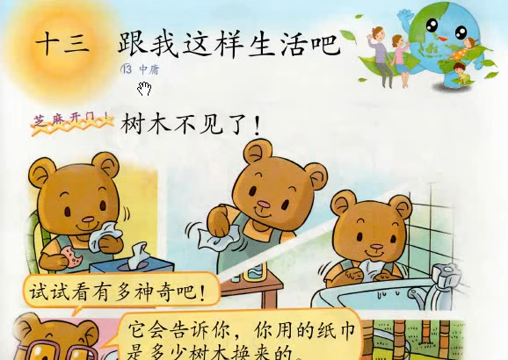 十三 跟我这样生活吧
⑬ 中庸
芝麻开门！
树木不见了！
试试看有多神奇吧！
它会告诉你，你用的纸巾
是多少树木换来的。